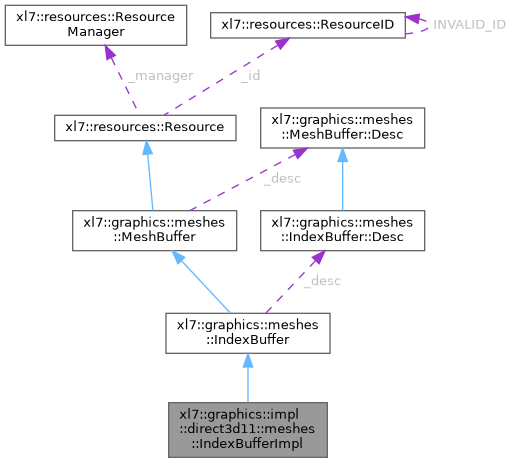 xl7::resources::Resource
Manager
xl7::resources::ResourceID
INVALID_ID
_manager
_id
xl7::resources::Resource
xl7::graphics::meshes
::MeshBuffer::Desc
_desc
xl7::graphics::meshes
::MeshBuffer
xl7::graphics::meshes
::IndexBuffer::Desc
_desc
xl7::graphics::meshes
::IndexBuffer
xl7::graphics::impl
::direct3d11::meshes
::IndexBufferImpl